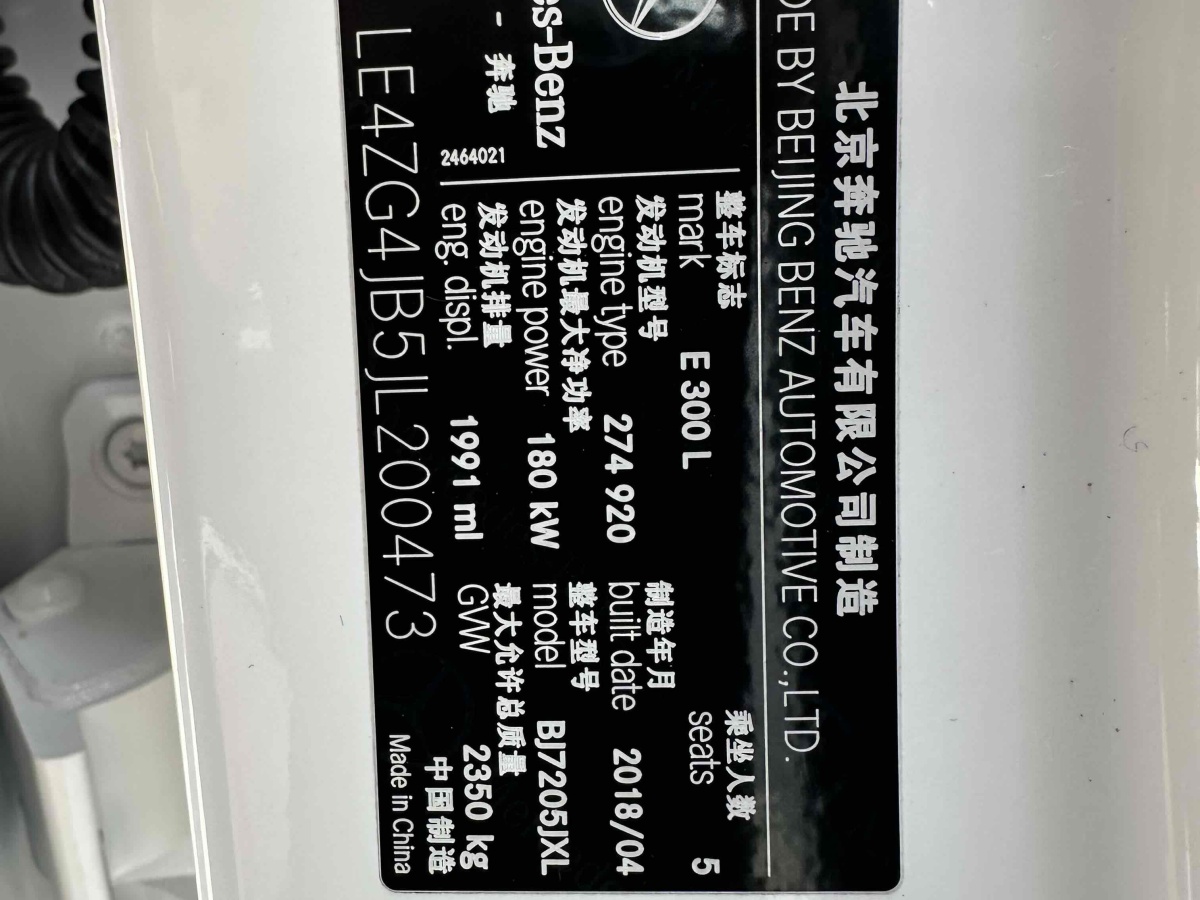 北京奔驰汽车有限公司制造
DE BY BEIJING BENZ AUTOMOTIVE CO.,LTD.
ss-Benz
- 奔驰
2464021
整车标志
mark E 300 L
乘坐人数
seats 5
发动机型号
engine type 274 920
制造年月
built date 2018/04
发动机最大净功率
engine power 180 kW
整车型号
model BJ7205JXL
发动机排量
eng. displ. 1991 ml
最大允许总质量
GVW 2350 kg
中国制造
Made in China
LE4ZG4JB5JL200473